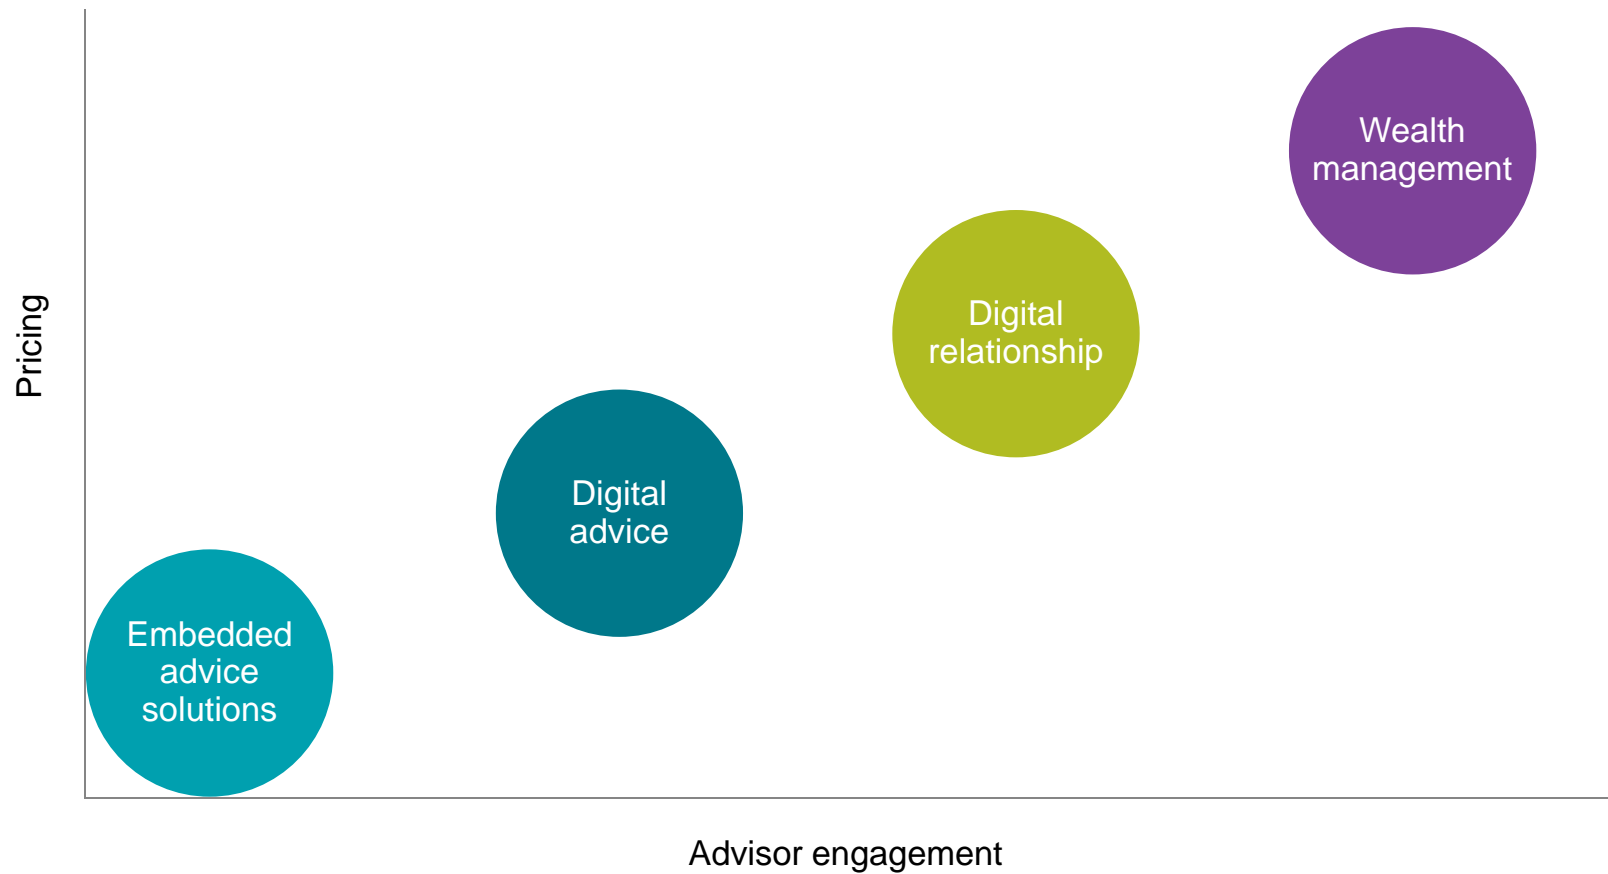 Wealth
management
Digital
relationship
Pricing
Digital
advice
Embedded
advice
solutions
Advisor engagement